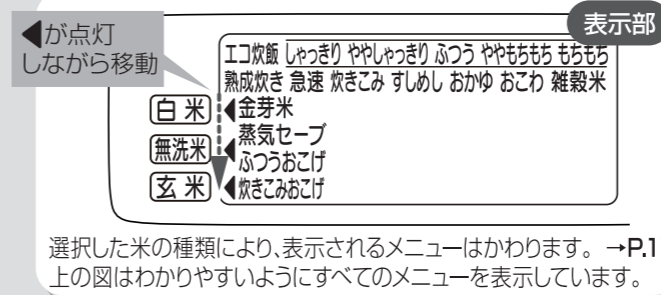 表示部
◀が点灯
しながら移動
エコ炊飯 しゃっきり ややしゃっきり ふつう ややもちもち もちもち
熟成炊き 急速 炊きこみ すしめし おかゆ おこわ 雑穀米
白米 ◀金芽米
蒸気セーブ
無洗米 ◀
ふつうおこげ
玄米 ◀炊きこみおこげ
選択した米の種類により、表示されるメニューはかわります。 →P.1
上の図はわかりやすいようにすべてのメニューを表示しています。